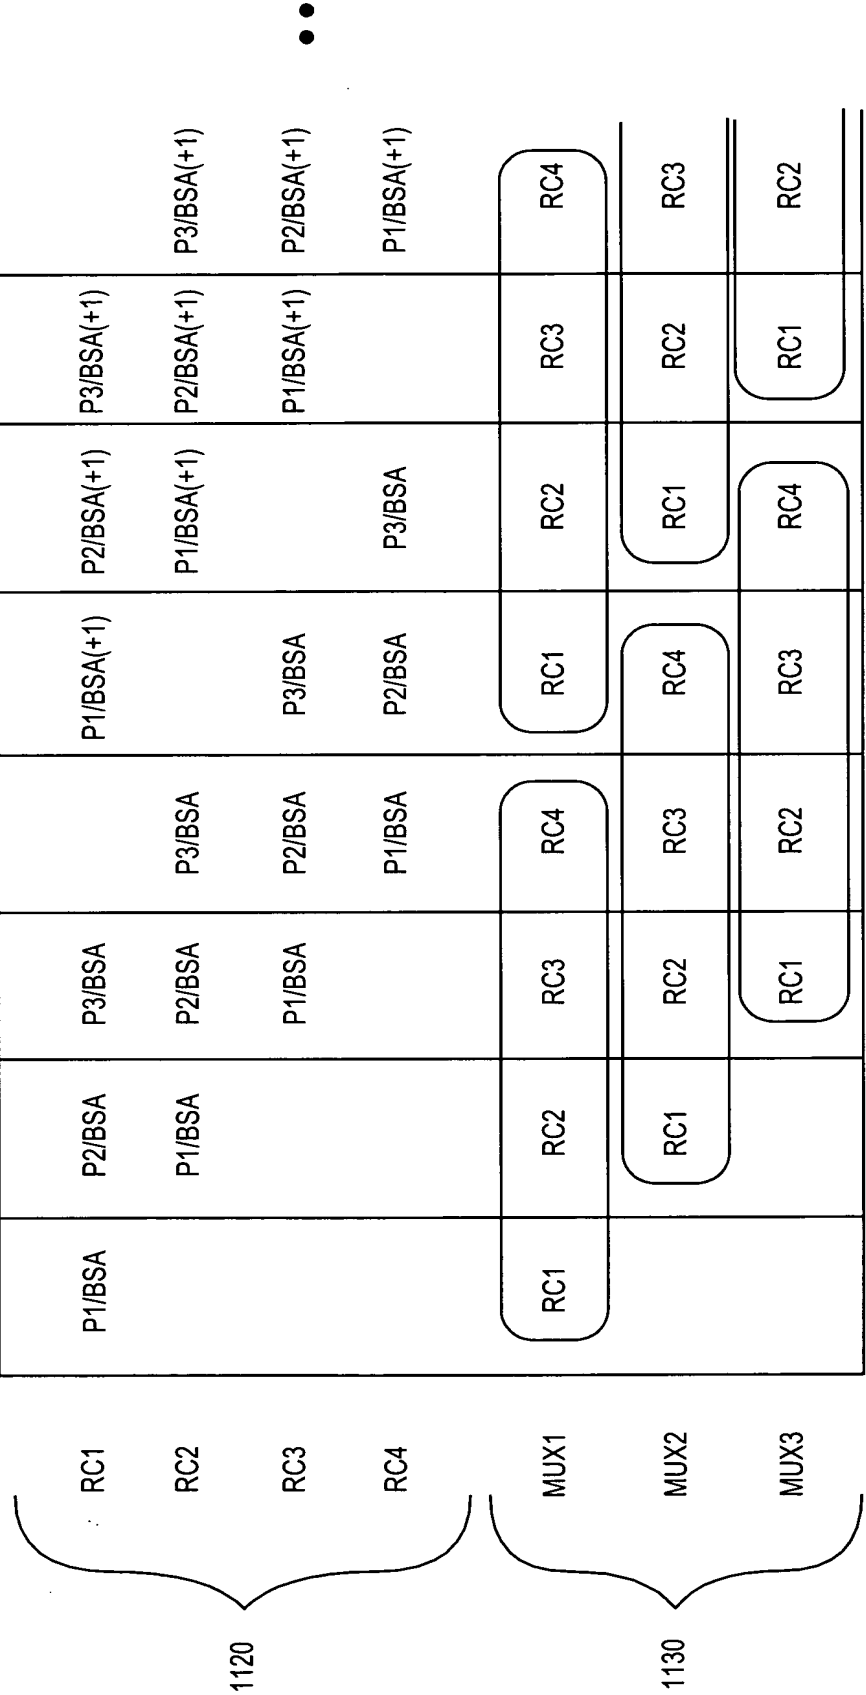 1120
RC1 P1/BSA P2/BSA P3/BSA P1/BSA(+1) P2/BSA(+1) P3/BSA(+1)
RC2 P1/BSA P2/BSA P3/BSA P1/BSA(+1) P2/BSA(+1) P3/BSA(+1)
RC3 P1/BSA P2/BSA P3/BSA P1/BSA(+1) P2/BSA(+1)
RC4 P1/BSA P2/BSA P3/BSA P1/BSA(+1)
1130
MUX1 RC1 RC2 RC3 RC4 RC1 RC2 RC3 RC4
MUX2 RC1 RC2 RC3 RC4 RC1 RC2 RC3
MUX3 RC1 RC2 RC3 RC4 RC1 RC2